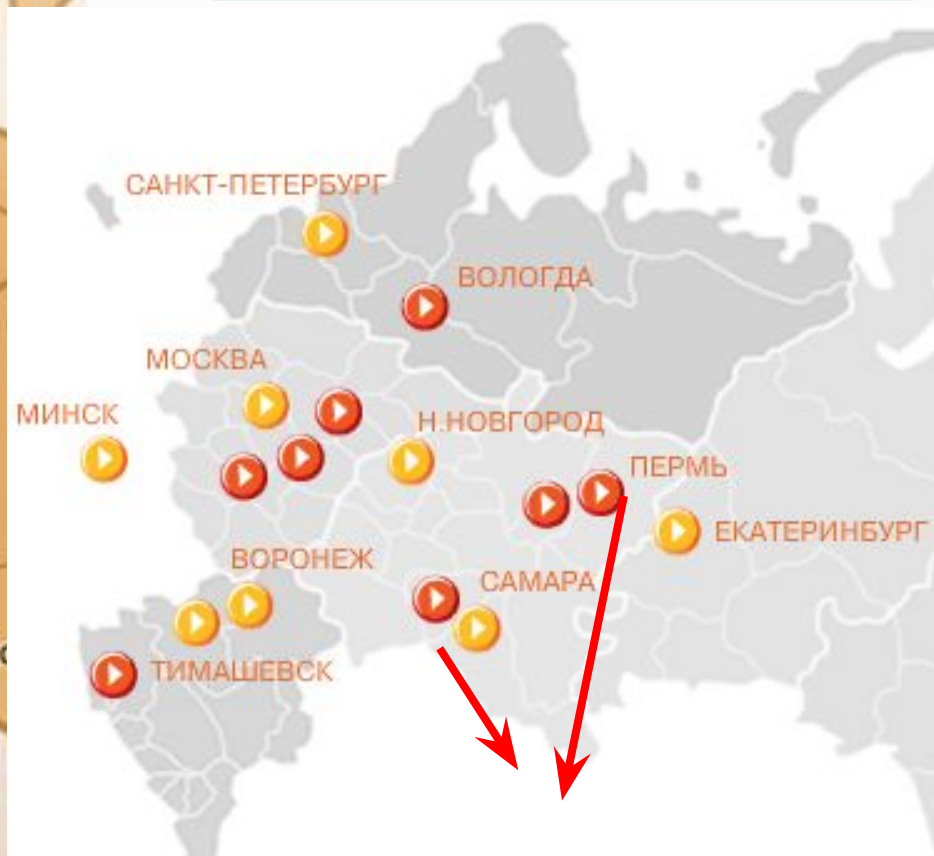 САНКТ-ПЕТЕРБУРГ
ВОЛОГДА
МОСКВА
МИНСК
Н.НОВГОРОД
ПЕРМЬ
ЕКАТЕРИНБУРГ
ВОРОНЕЖ
САМАРА
ТИМАШЕВСК